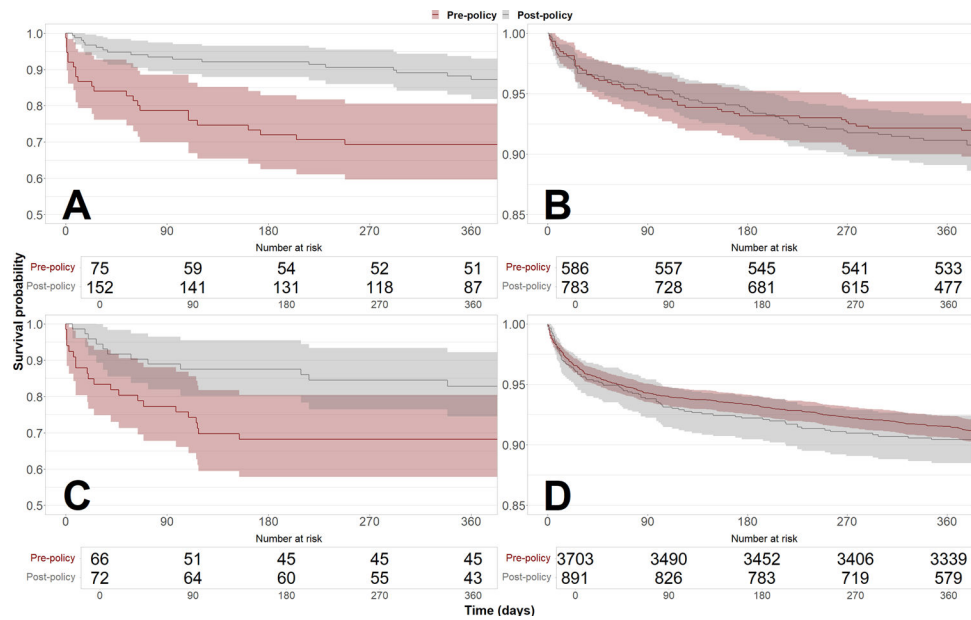 Pre-policy Post-policy
Survival probability
1.0
0.9
0.8
0.7
0.6
0.5
A
0 90 180 270 360
Number at risk
Pre-policy 75 59 54 52 51
Post-policy 152 141 131 118 87
0 90 180 270 360
1.00
0.95
0.90
0.85
B
0 90 180 270 360
Number at risk
Pre-policy 586 557 545 541 533
Post-policy 783 728 681 615 477
0 90 180 270 360
1.0
0.9
0.8
0.7
0.6
0.5
C
0 90 180 270 360
Number at risk
Pre-policy 66 51 45 45 45
Post-policy 72 64 60 55 43
0 90 180 270 360
1.00
0.95
0.90
0.85
D
0 90 180 270 360
Number at risk
Pre-policy 3703 3490 3452 3406 3339
Post-policy 891 826 783 719 579
0 90 180 270 360
Time (days)